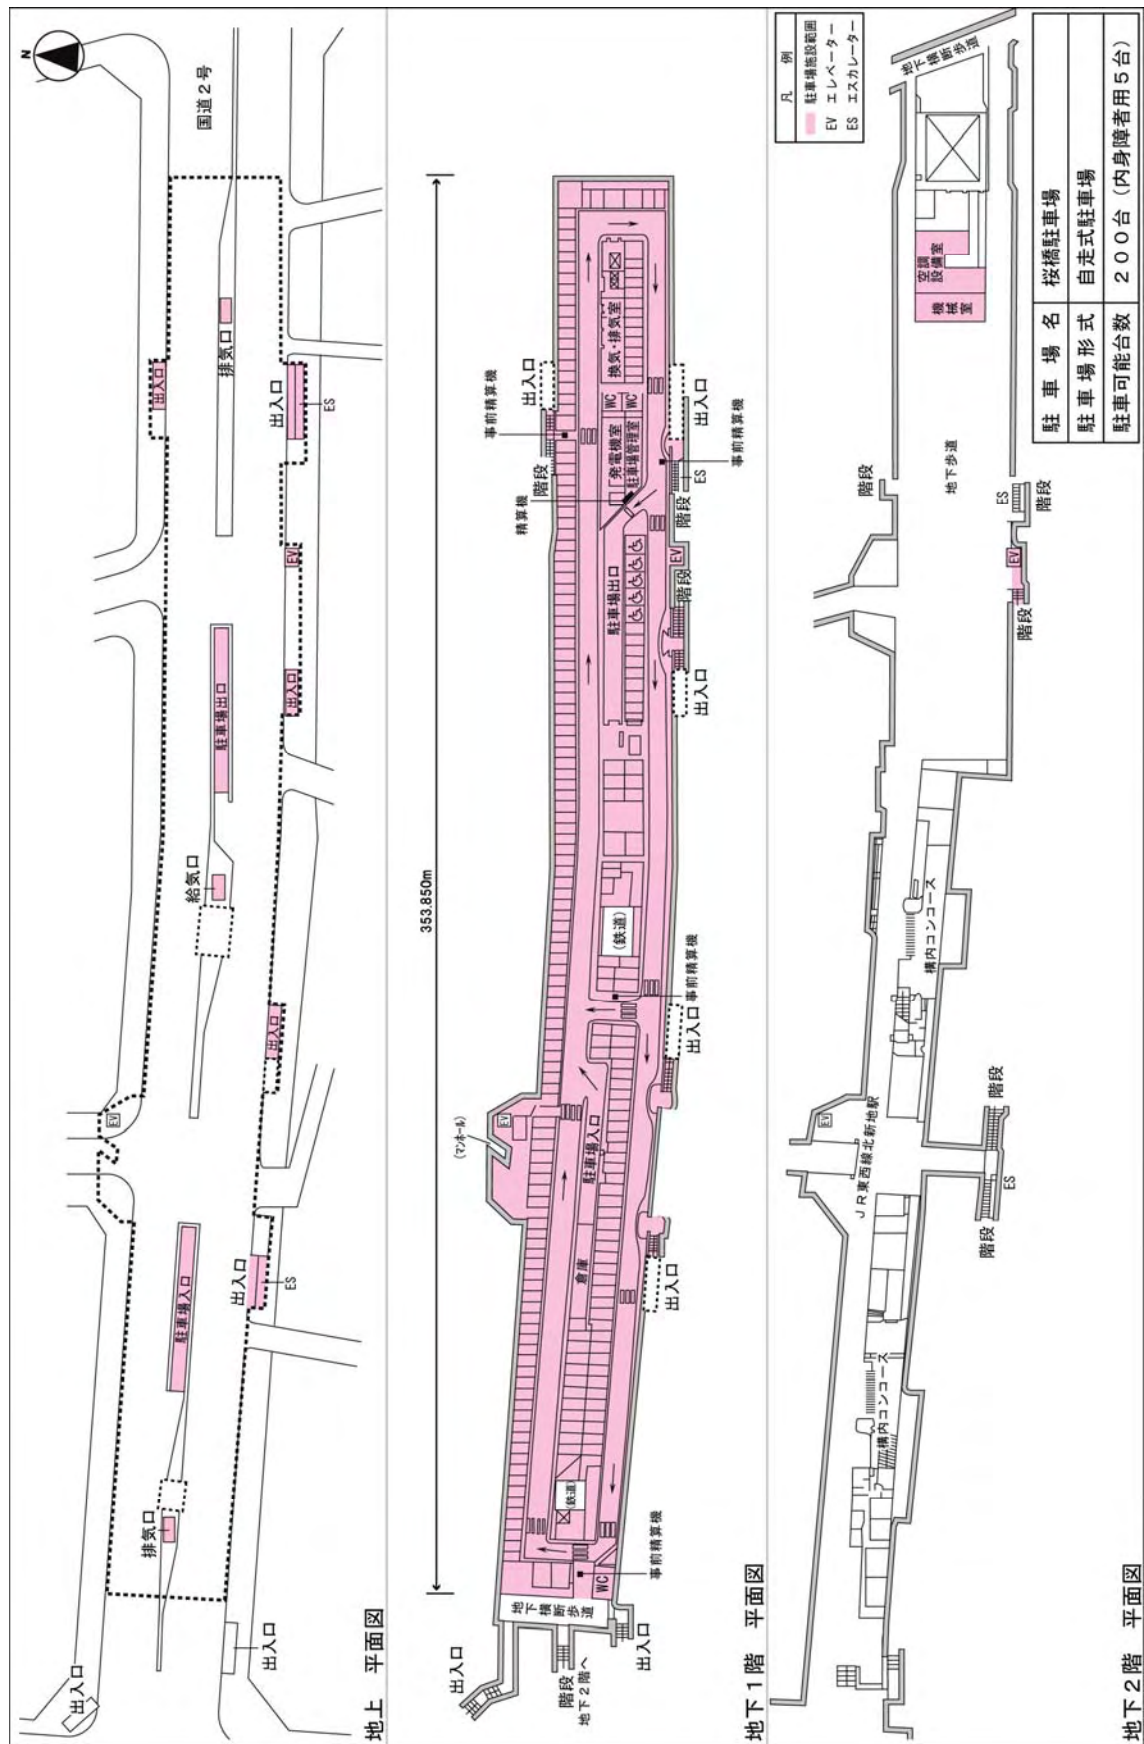 N
国道2号
排気口
出入口
出入口
ES
EV
出入口
駐車場出口
給気口
出入口
EV
出入口
ES
駐車場入口
排気口
出入口
出入口
地上 平面図
353.850m
出入口
事前精算機
階段
精算機
換気・排気室
WC
WC
発電機室
駐車場管理室
出入口
事前精算機
ES
階段
EV
階段
出入口
駐車場出口
(鉄道)
事前精算機
出入口
EV
(マンホール)
駐車場入口
倉庫
出入口
(鉄道)
事前精算機
WC
地下横断歩道
出入口
階段
地下2階へ
出入口
地下1階 平面図
凡例
駐車場施設範囲
EV エレベーター
ES エスカレーター
地下横断歩道
空調設備室
機械室
地下歩道
階段
ES
階段
EV
階段
構内コンコース
EV
JR東西線北新地駅
階段
ES
階段
構内コンコース
地下2階 平面図
駐車場名 桜橋駐車場
駐車場形式 自走式駐車場
駐車可能台数 200台(内身障者用5台)